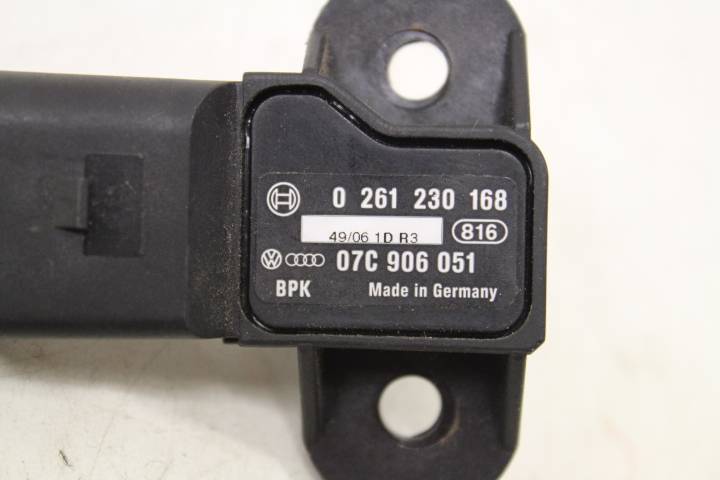 0 261 230 168
49/06 1D R3 816
07C 906 051
BPK Made in Germany